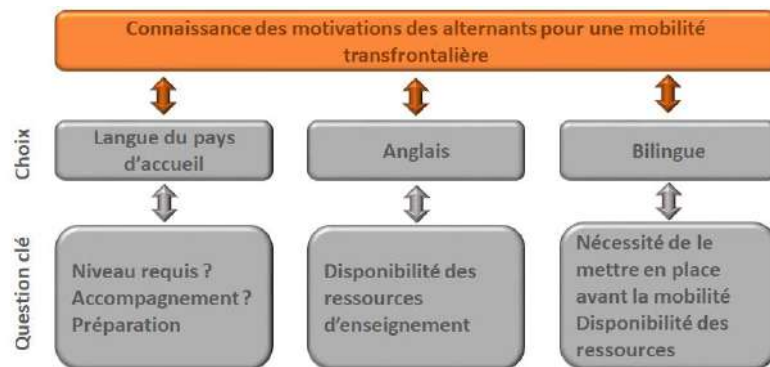 Connaissance des motivations des alternants pour une mobilité
transfrontalière
Choix
Langue du pays
d'accueil
Anglais
Bilingue
Question clé
Niveau requis ?
Accompagnement ?
Préparation
Disponibilité des
ressources
d'enseignement
Nécessité de le
mettre en place
avant la mobilité
Disponibilité des
ressources